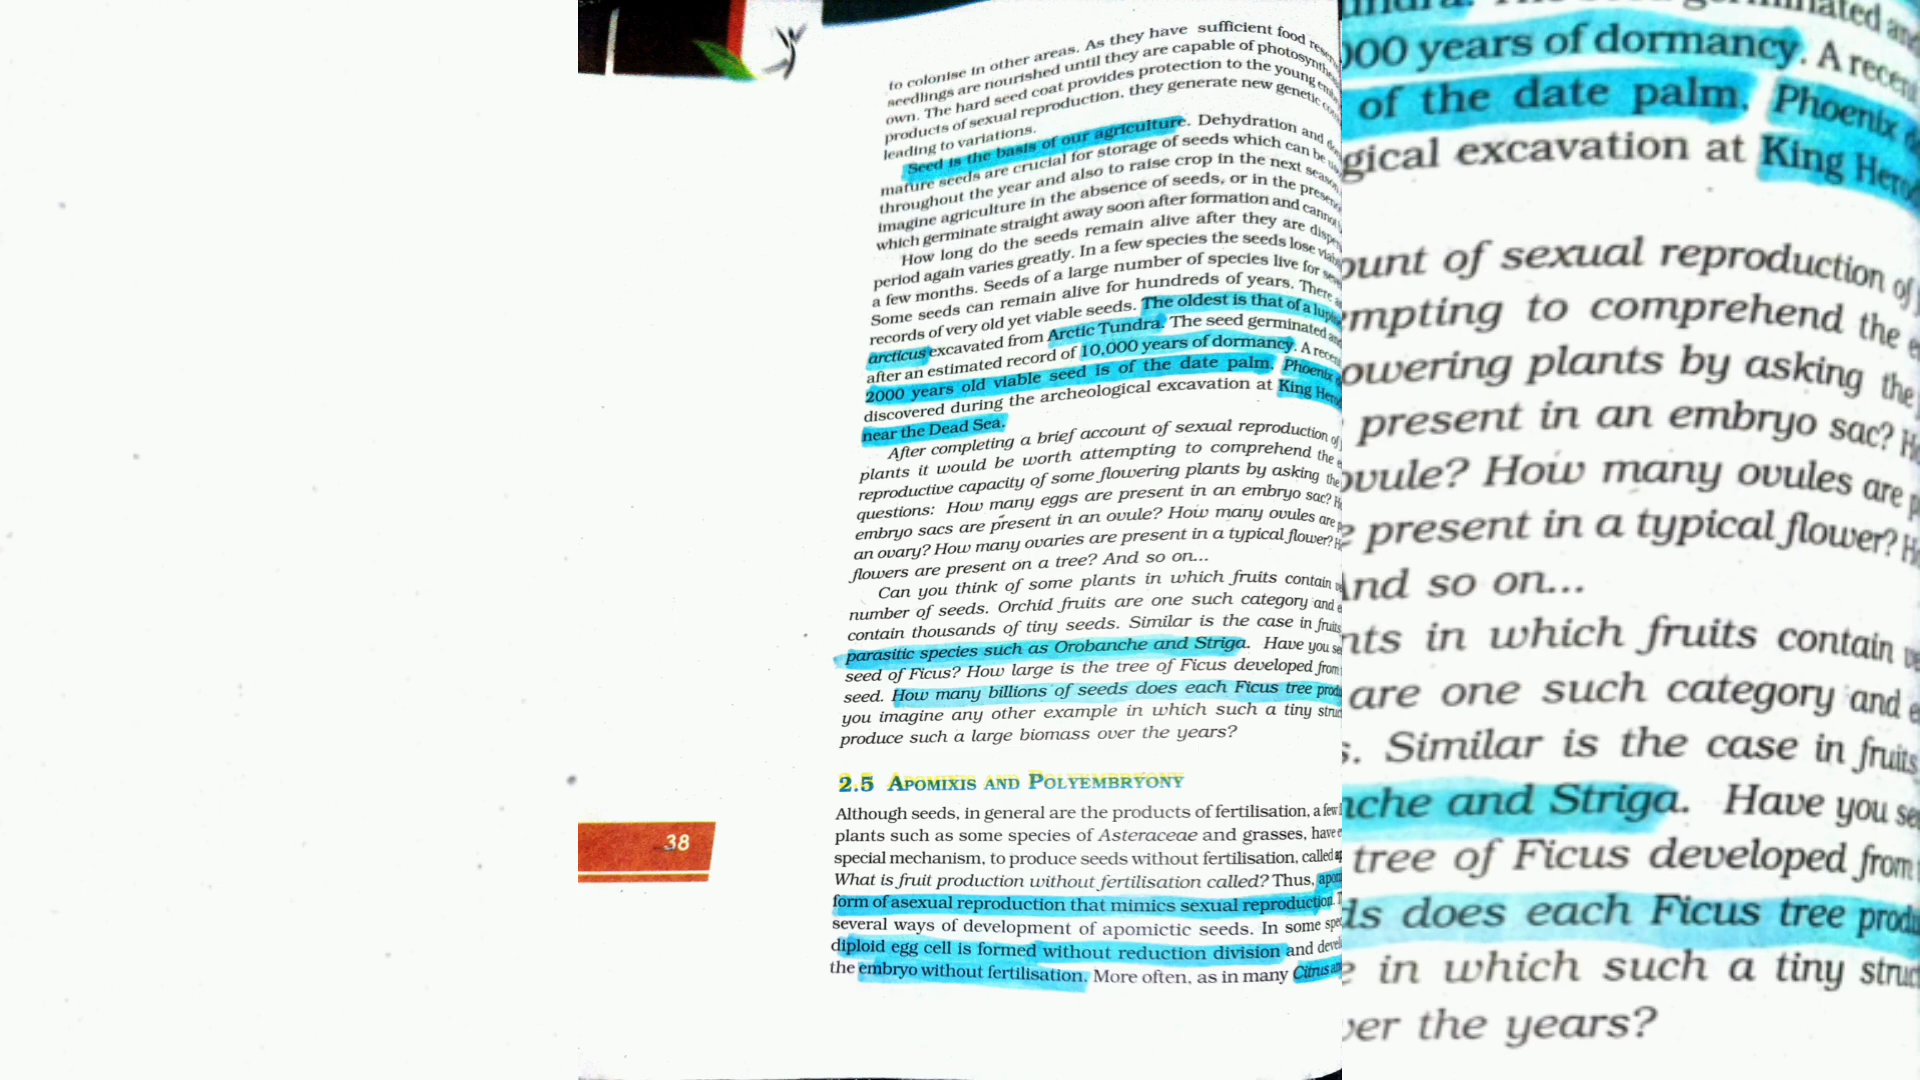 to colonise in other areas. As they have sufficient food
seedlings are nourished until they are capable of
own. The hard seed coat provides protection to the young
products of sexual reproduction, they generate new genetic
leading to variations.
Seed is the basis of our agriculture. Dehydration and
mature seeds are crucial for storage of seeds which can be
throughout the year and also to raise crop in the next
imagine agriculture in the absence of seeds, or in the
which germinate straight away soon after formation and
How long do the seeds remain alive after they are
period again varies greatly. In a few species the seeds lose
a few months. Seeds of a large number of species live for
Some seeds can remain alive for hundreds of years. There
records of very old yet viable seeds. The oldest is that of a
arcticus excavated from Arctic Tundra. The seed germinated
after an estimated record of 10,000 years of dormancy. A recent
2000 years old viable seed is of the date palm, Phoenix
discovered during the archeological excavation at King
near the Dead Sea.
After completing a brief account of sexual reproduction of
plants it would be worth attempting to comprehend the
reproductive capacity of some flowering plants by asking the
questions: How many eggs are present in an embryo sac?
embryo sacs are present in an ovule? How many ovules are
an ovary? How many ovaries are present in a typical flower?
flowers are present on a tree? And so on...
Can you think of some plants in which fruits contain
number of seeds. Orchid fruits are one such category and
contain thousands of tiny seeds. Similar is the case in fruits
parasitic species such as Orobanche and Striga. Have you
seed of Ficus? How large is the tree of Ficus developed from
seed. How many billions of seeds does each Ficus tree
you imagine any other example in which such a tiny
produce such a large biomass over the years?
2.5 APOMIXIS AND POLYEMBRYONY
Although seeds, in general are the products of fertilisation, a few
plants such as some species of Asteraceae and grasses, have
special mechanism, to produce seeds without fertilisation, called
What is fruit production without fertilisation called? Thus,
form of asexual reproduction that mimics sexual reproduction.
several ways of development of apomictic seeds. In some
diploid egg cell is formed without reduction division and
the embryo without fertilisation. More often, as in many Citrus
38
000 years of dormancy. A recent
of the date palm, Phoenix
excavation at King
of sexual reproduction of
to comprehend the
plants by asking the
present in an embryo sac?
ovule? How many ovules are
present in a typical flower?
And so on...
in which fruits contain
are one such category and
Similar is the case in fruits
and Striga. Have you
tree of Ficus developed from
does each Ficus tree
in which such a tiny
the years?